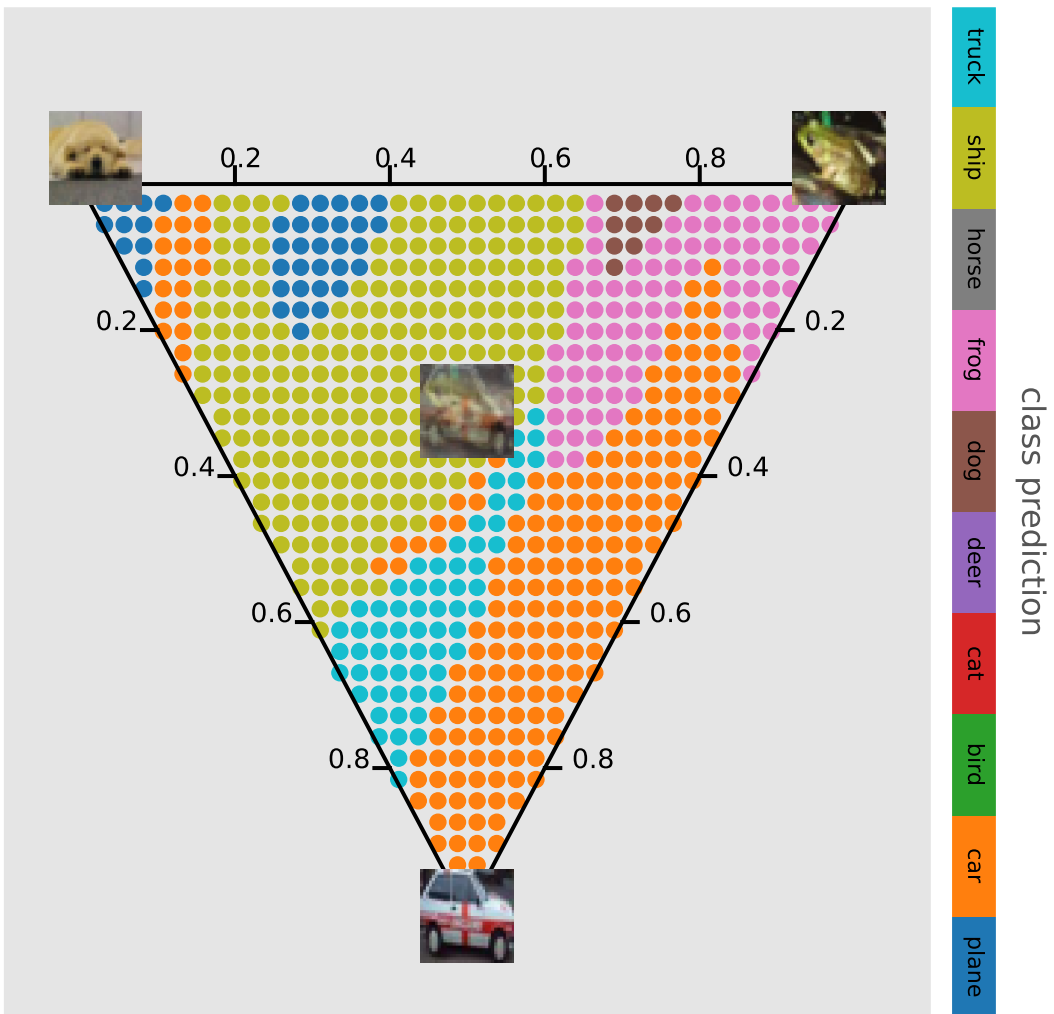 0.2 0.4 0.6 0.8
0.2 0.2
0.4 0.4
0.6 0.6
0.8 0.8
truck
ship
horse
frog
dog
deer
cat
bird
car
plane
class prediction